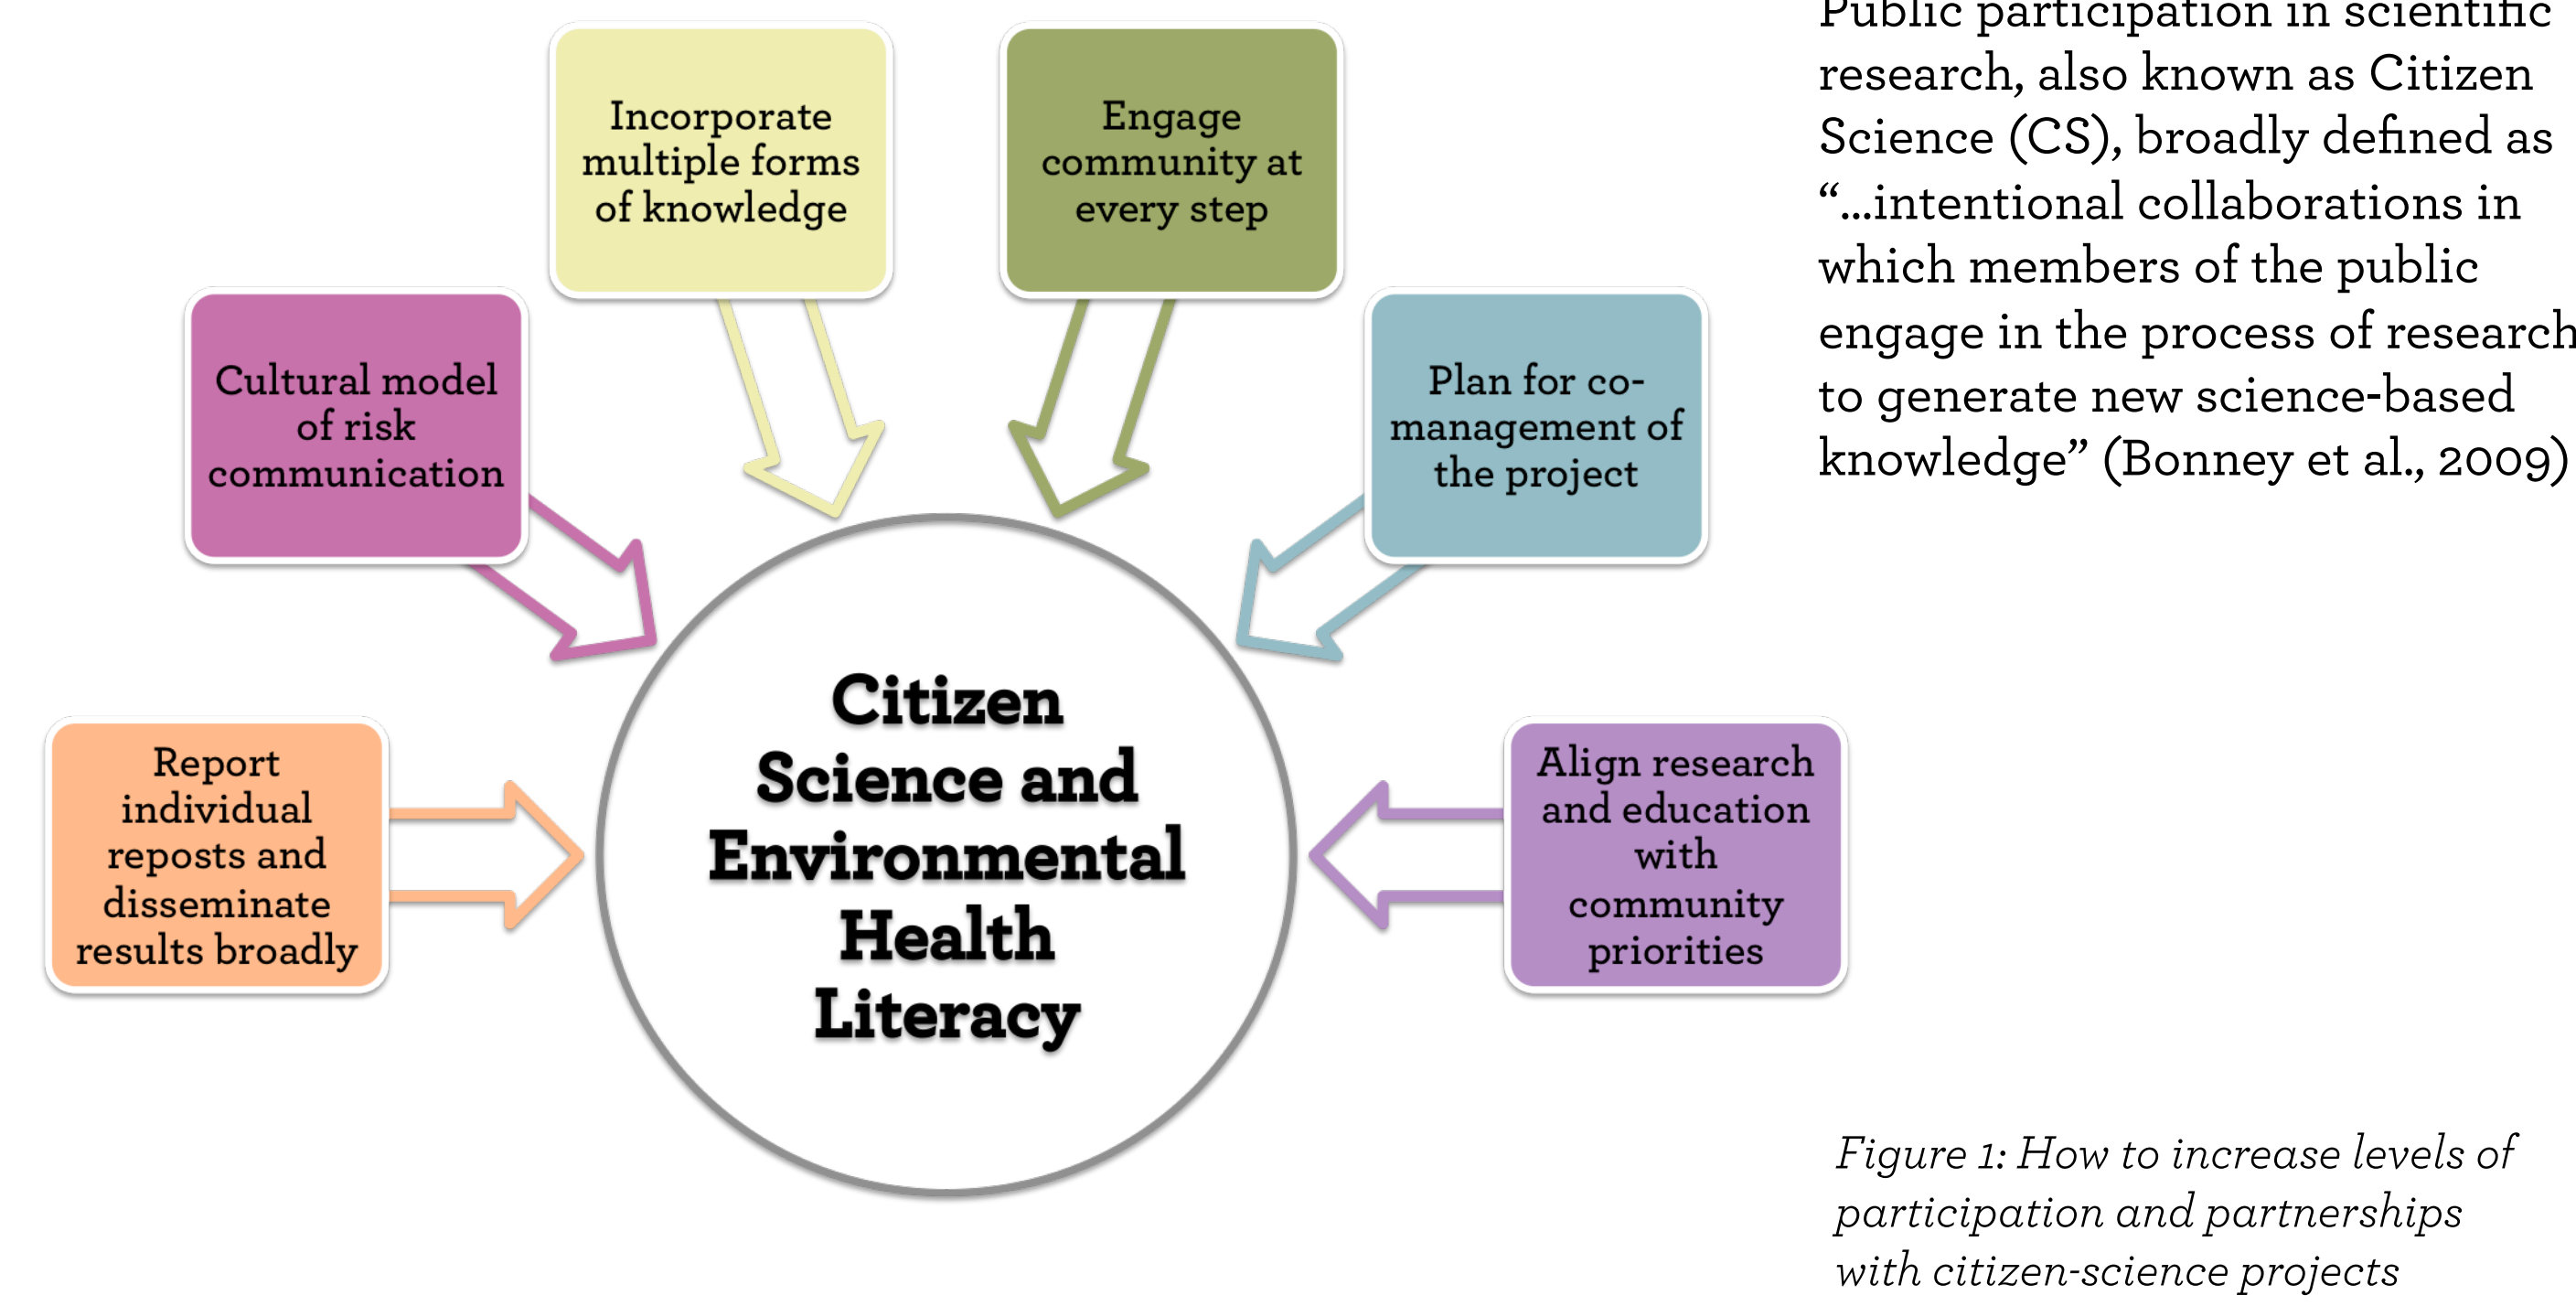 Incorporate
multiple forms
of knowledge
Engage
community at
every step
Cultural model
of risk
communication
Plan for co-
management of
the project
Report
individual
reposts and
disseminate
results broadly
Citizen
Science and
Environmental
Health
Literacy
Align research
and education
with
community
priorities
Public participation in scientific
research, also known as Citizen
Science (CS), broadly defined as
“...intentional collaborations in
which members of the public
engage in the process of research
to generate new science-based
knowledge” (Bonney et al., 2009)
Figure 1: How to increase levels of
participation and partnerships
with citizen-science projects